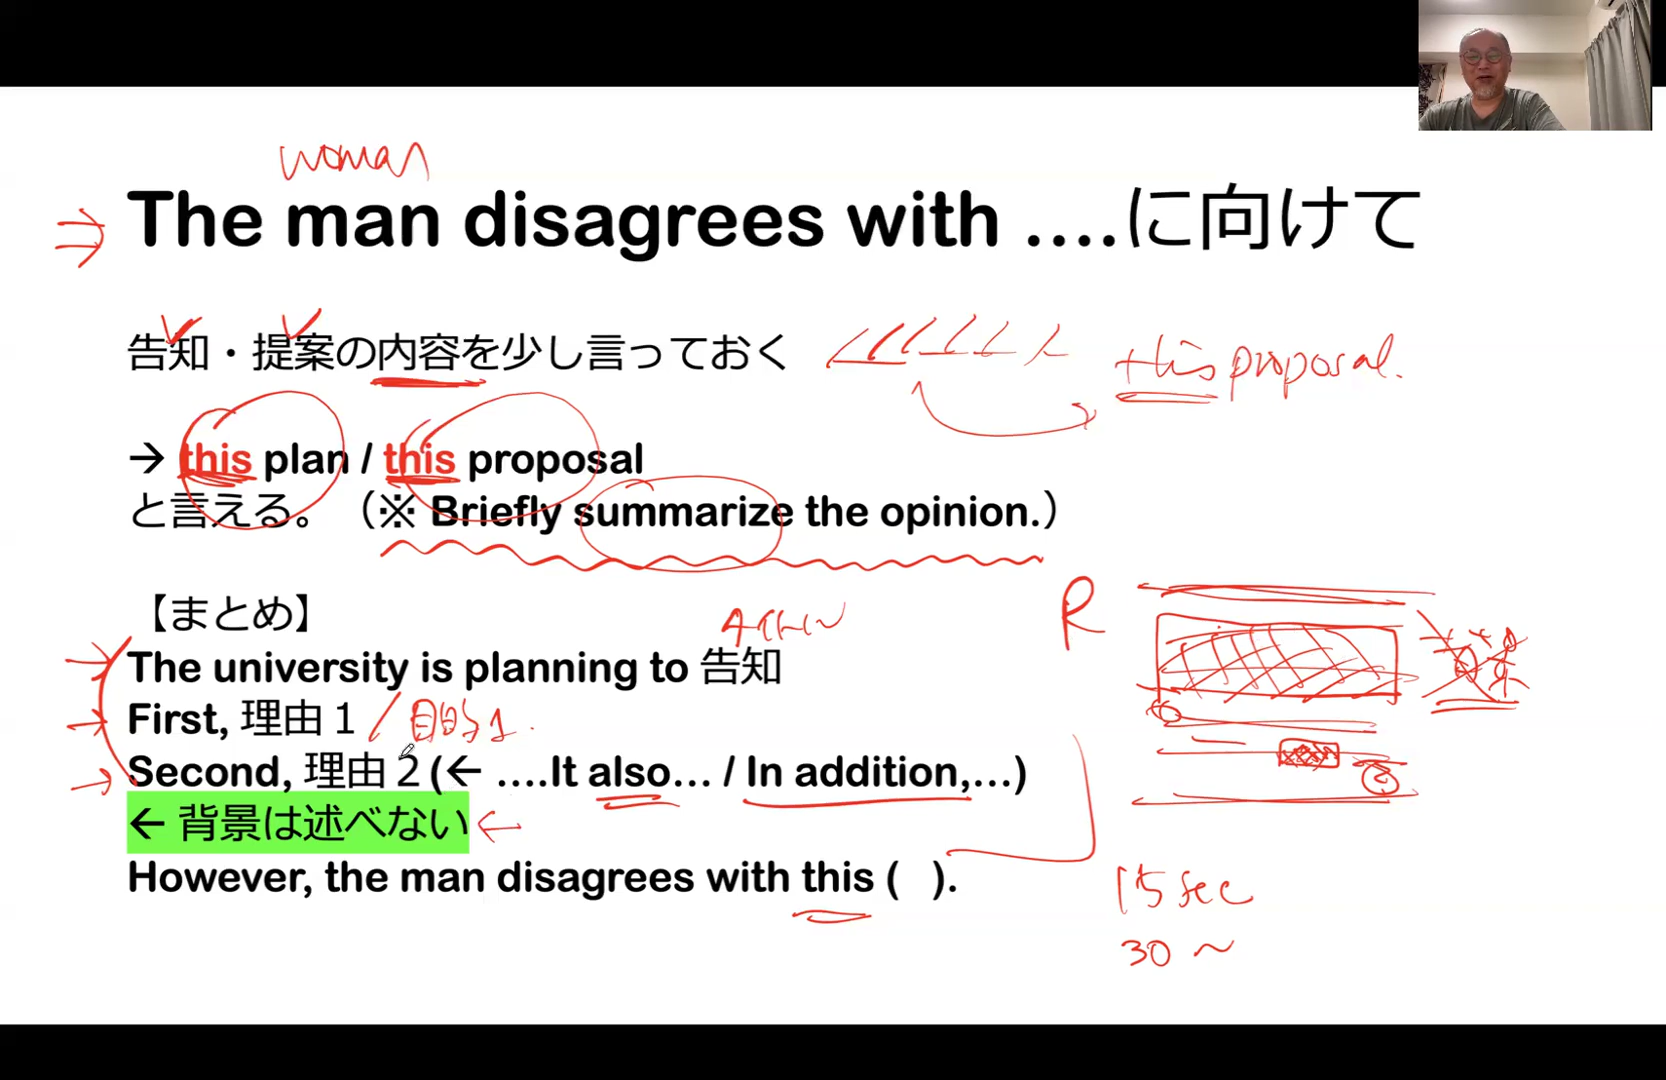 woman
The man disagrees with ....に向けて
告知・提案の内容を少し言っておく
this proposal.
→ this plan / this proposal
と言える。（※ Briefly summarize the opinion.）
【まとめ】
R
The university is planning to 告知
First, 理由１ / 目的1.
Second, 理由２(← ....It also... / In addition,...)
← 背景は述べない
However, the man disagrees with this ( ).
15 sec
30 〜